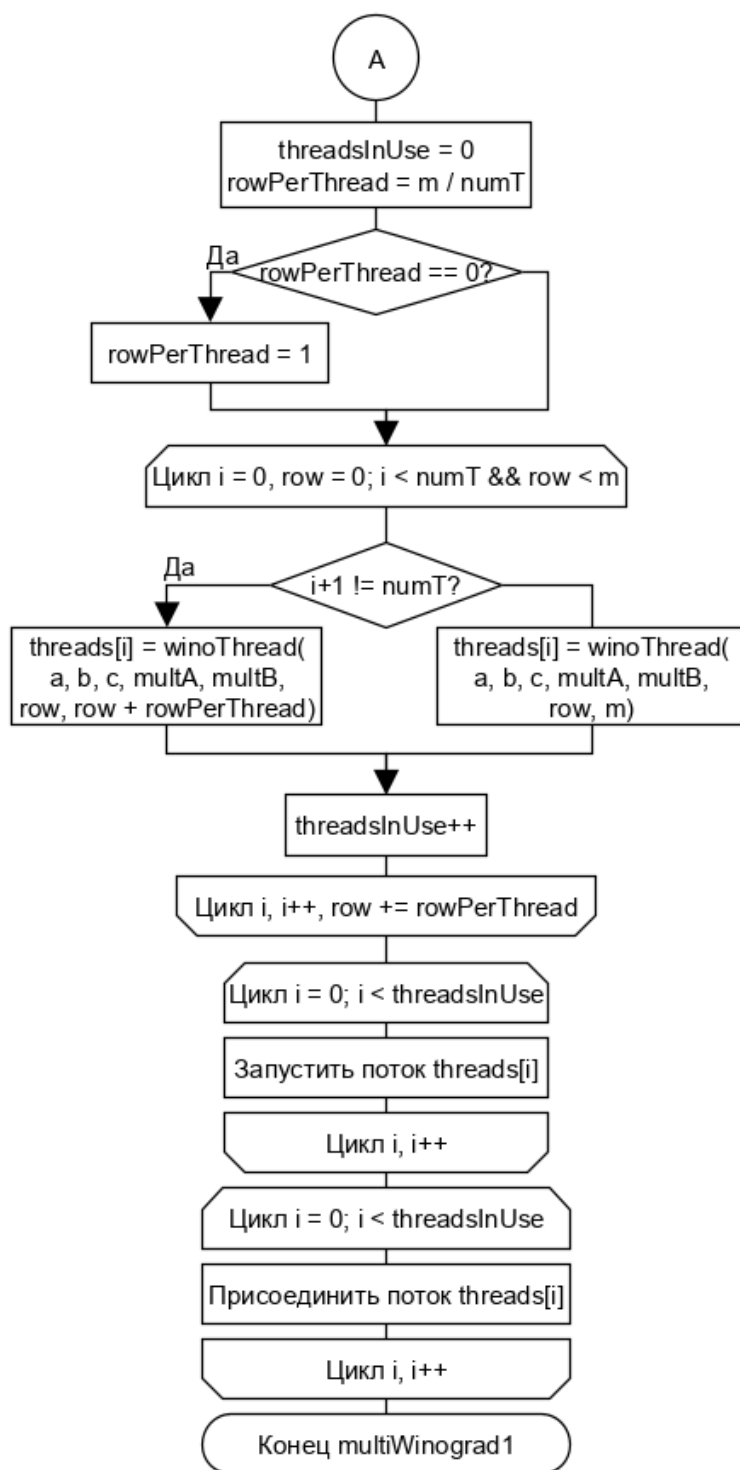 A
threadsInUse = 0
rowPerThread = m / numT
Да
rowPerThread == 0?
rowPerThread = 1
Цикл i = 0, row = 0; i < numT && row < m
Да
i+1 != numT?
threads[i] = winoThread(
a, b, c, multA, multB,
row, row + rowPerThread)
threads[i] = winoThread(
a, b, c, multA, multB,
row, m)
threadsInUse++
Цикл i, i++, row += rowPerThread
Цикл i = 0; i < threadsInUse
Запустить поток threads[i]
Цикл i, i++
Цикл i = 0; i < threadsInUse
Присоединить поток threads[i]
Цикл i, i++
Конец multiWinograd1